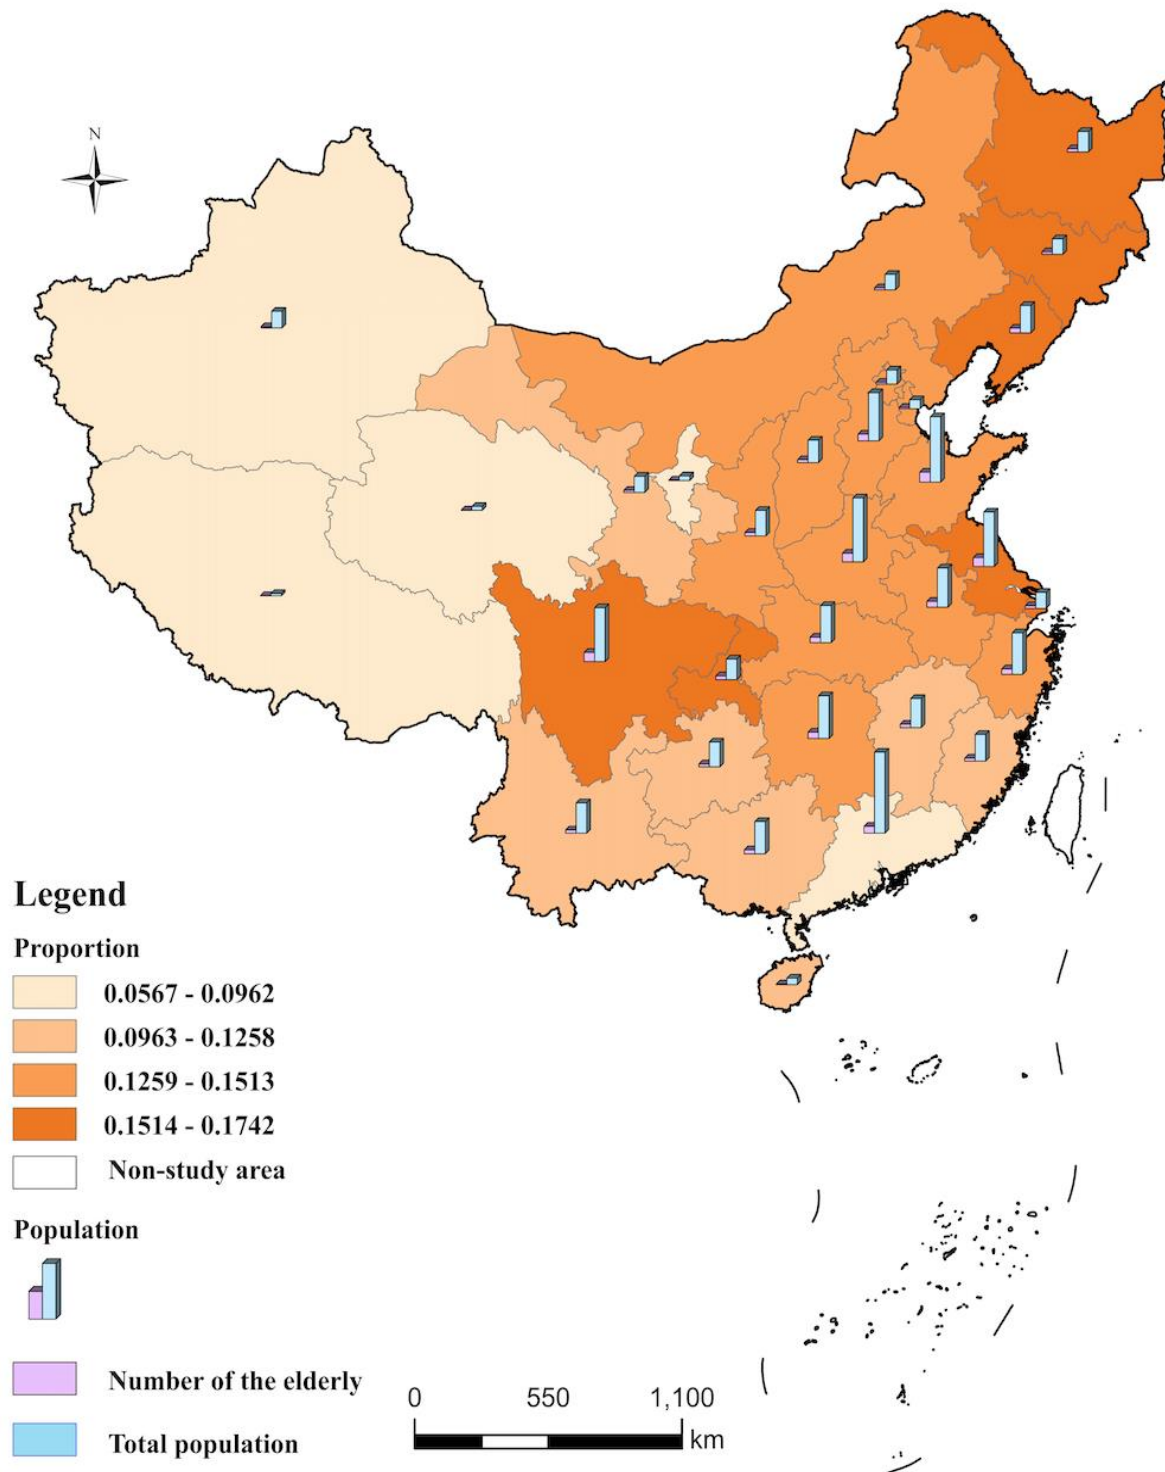 N
Legend
Proportion
0.0567 - 0.0962
0.0963 - 0.1258
0.1259 - 0.1513
0.1514 - 0.1742
Non-study area
Population
Number of the elderly
Total population
0 550 1,100
km